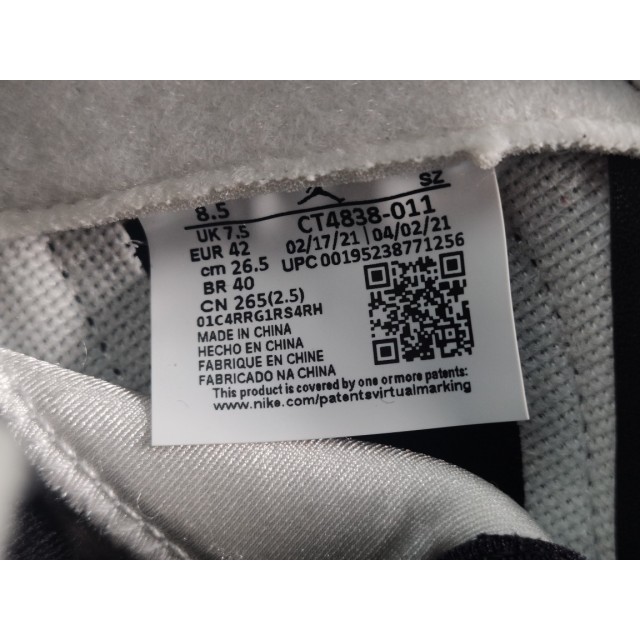 SZ
8.5
CT4838-011
UK 7.5
02/17/21 | 04/02/21
EUR 42
UPC 00195238771256
cm 26.5
BR 40
CN 265(2.5)
01C4RRG1RS4RH
MADE IN CHINA
HECHO EN CHINA
FABRIQUE EN CHINE
FABRICADO NA CHINA
This product is covered by one or more patents:
www.nike.com/patentsvirtualmarking